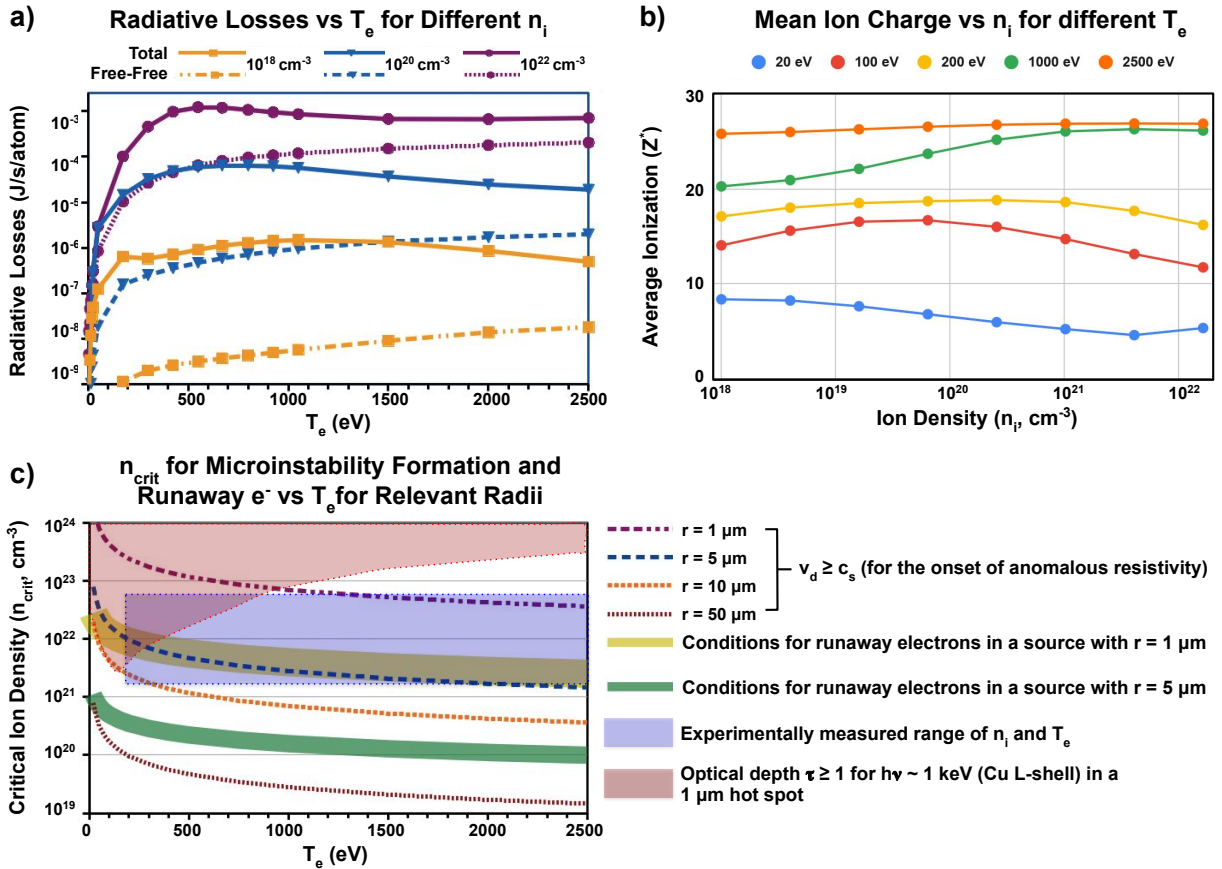 a)
Radiative Losses vs Tₑ for Different nᵢ
Total 10¹⁸ cm⁻³ 10²⁰ cm⁻³ 10²² cm⁻³
Free-Free
Radiative Losses (J/s/atom)
10⁻³
10⁻⁴
10⁻⁵
10⁻⁶
10⁻⁷
10⁻⁸
10⁻⁹
0 500 1000 1500 2000 2500
Tₑ (eV)
b)
Mean Ion Charge vs nᵢ for different Tₑ
20 eV 100 eV 200 eV 1000 eV 2500 eV
Average Ionization (Z*)
30
20
10
0
10¹⁸ 10¹⁹ 10²⁰ 10²¹ 10²²
Ion Density (nᵢ, cm⁻³)
c)
n_crit for Microinstability Formation and
Runaway e⁻ vs Tₑ for Relevant Radii
Critical Ion Density (n_crit, cm⁻³)
10²⁴
10²³
10²²
10²¹
10²⁰
10¹⁹
0 500 1000 1500 2000 2500
Tₑ (eV)
r = 1 µm
r = 5 µm
r = 10 µm
r = 50 µm
v_d ≥ c_s (for the onset of anomalous resistivity)
Conditions for runaway electrons in a source with r = 1 µm
Conditions for runaway electrons in a source with r = 5 µm
Experimentally measured range of nᵢ and Tₑ
Optical depth τ ≥ 1 for hν ~ 1 keV (Cu L-shell) in a
1 µm hot spot